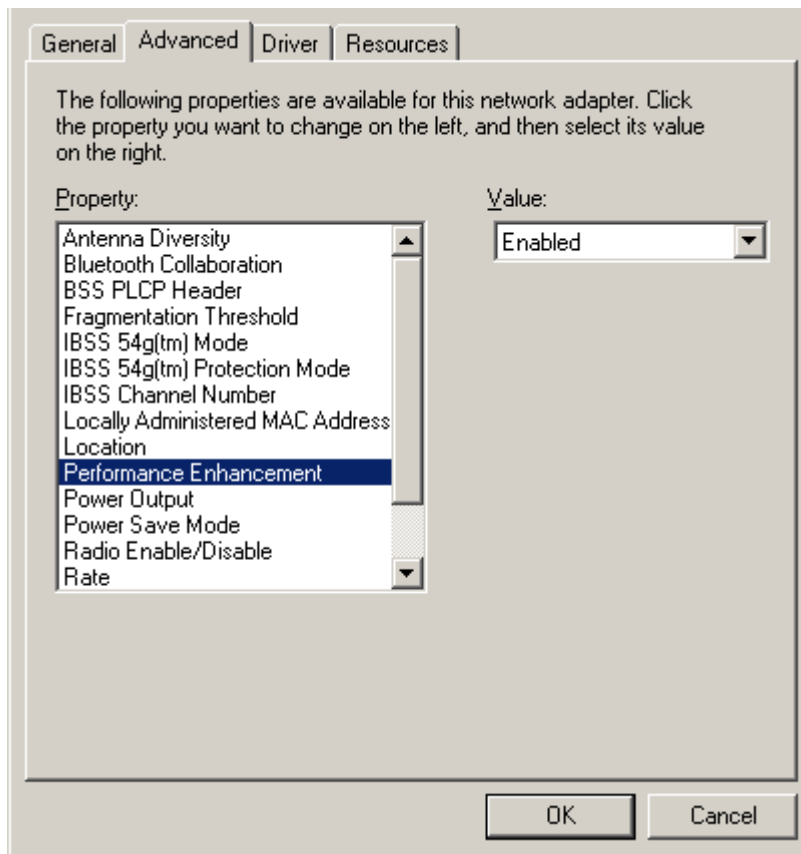 General
Advanced
Driver
Resources
The following properties are available for this network adapter. Click
the property you want to change on the left, and then select its value
on the right.
Property:
Antenna Diversity
Bluetooth Collaboration
BSS PLCP Header
Fragmentation Threshold
IBSS 54g(tm) Mode
IBSS 54g(tm) Protection Mode
IBSS Channel Number
Locally Administered MAC Address
Location
Performance Enhancement
Power Output
Power Save Mode
Radio Enable/Disable
Rate
Value:
Enabled
OK
Cancel